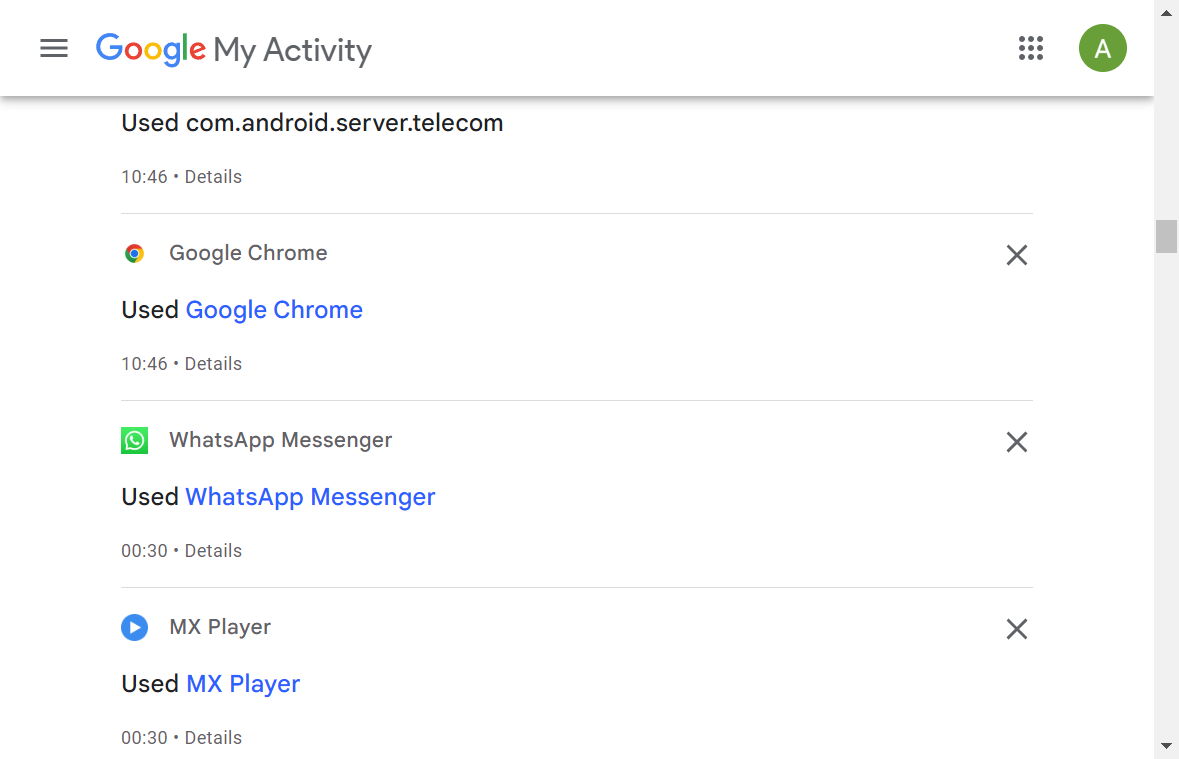 Google My Activity
A
Used com.android.server.telecom
10:46 • Details
Google Chrome
Used Google Chrome
10:46 • Details
WhatsApp Messenger
Used WhatsApp Messenger
00:30 • Details
MX Player
Used MX Player
00:30 • Details